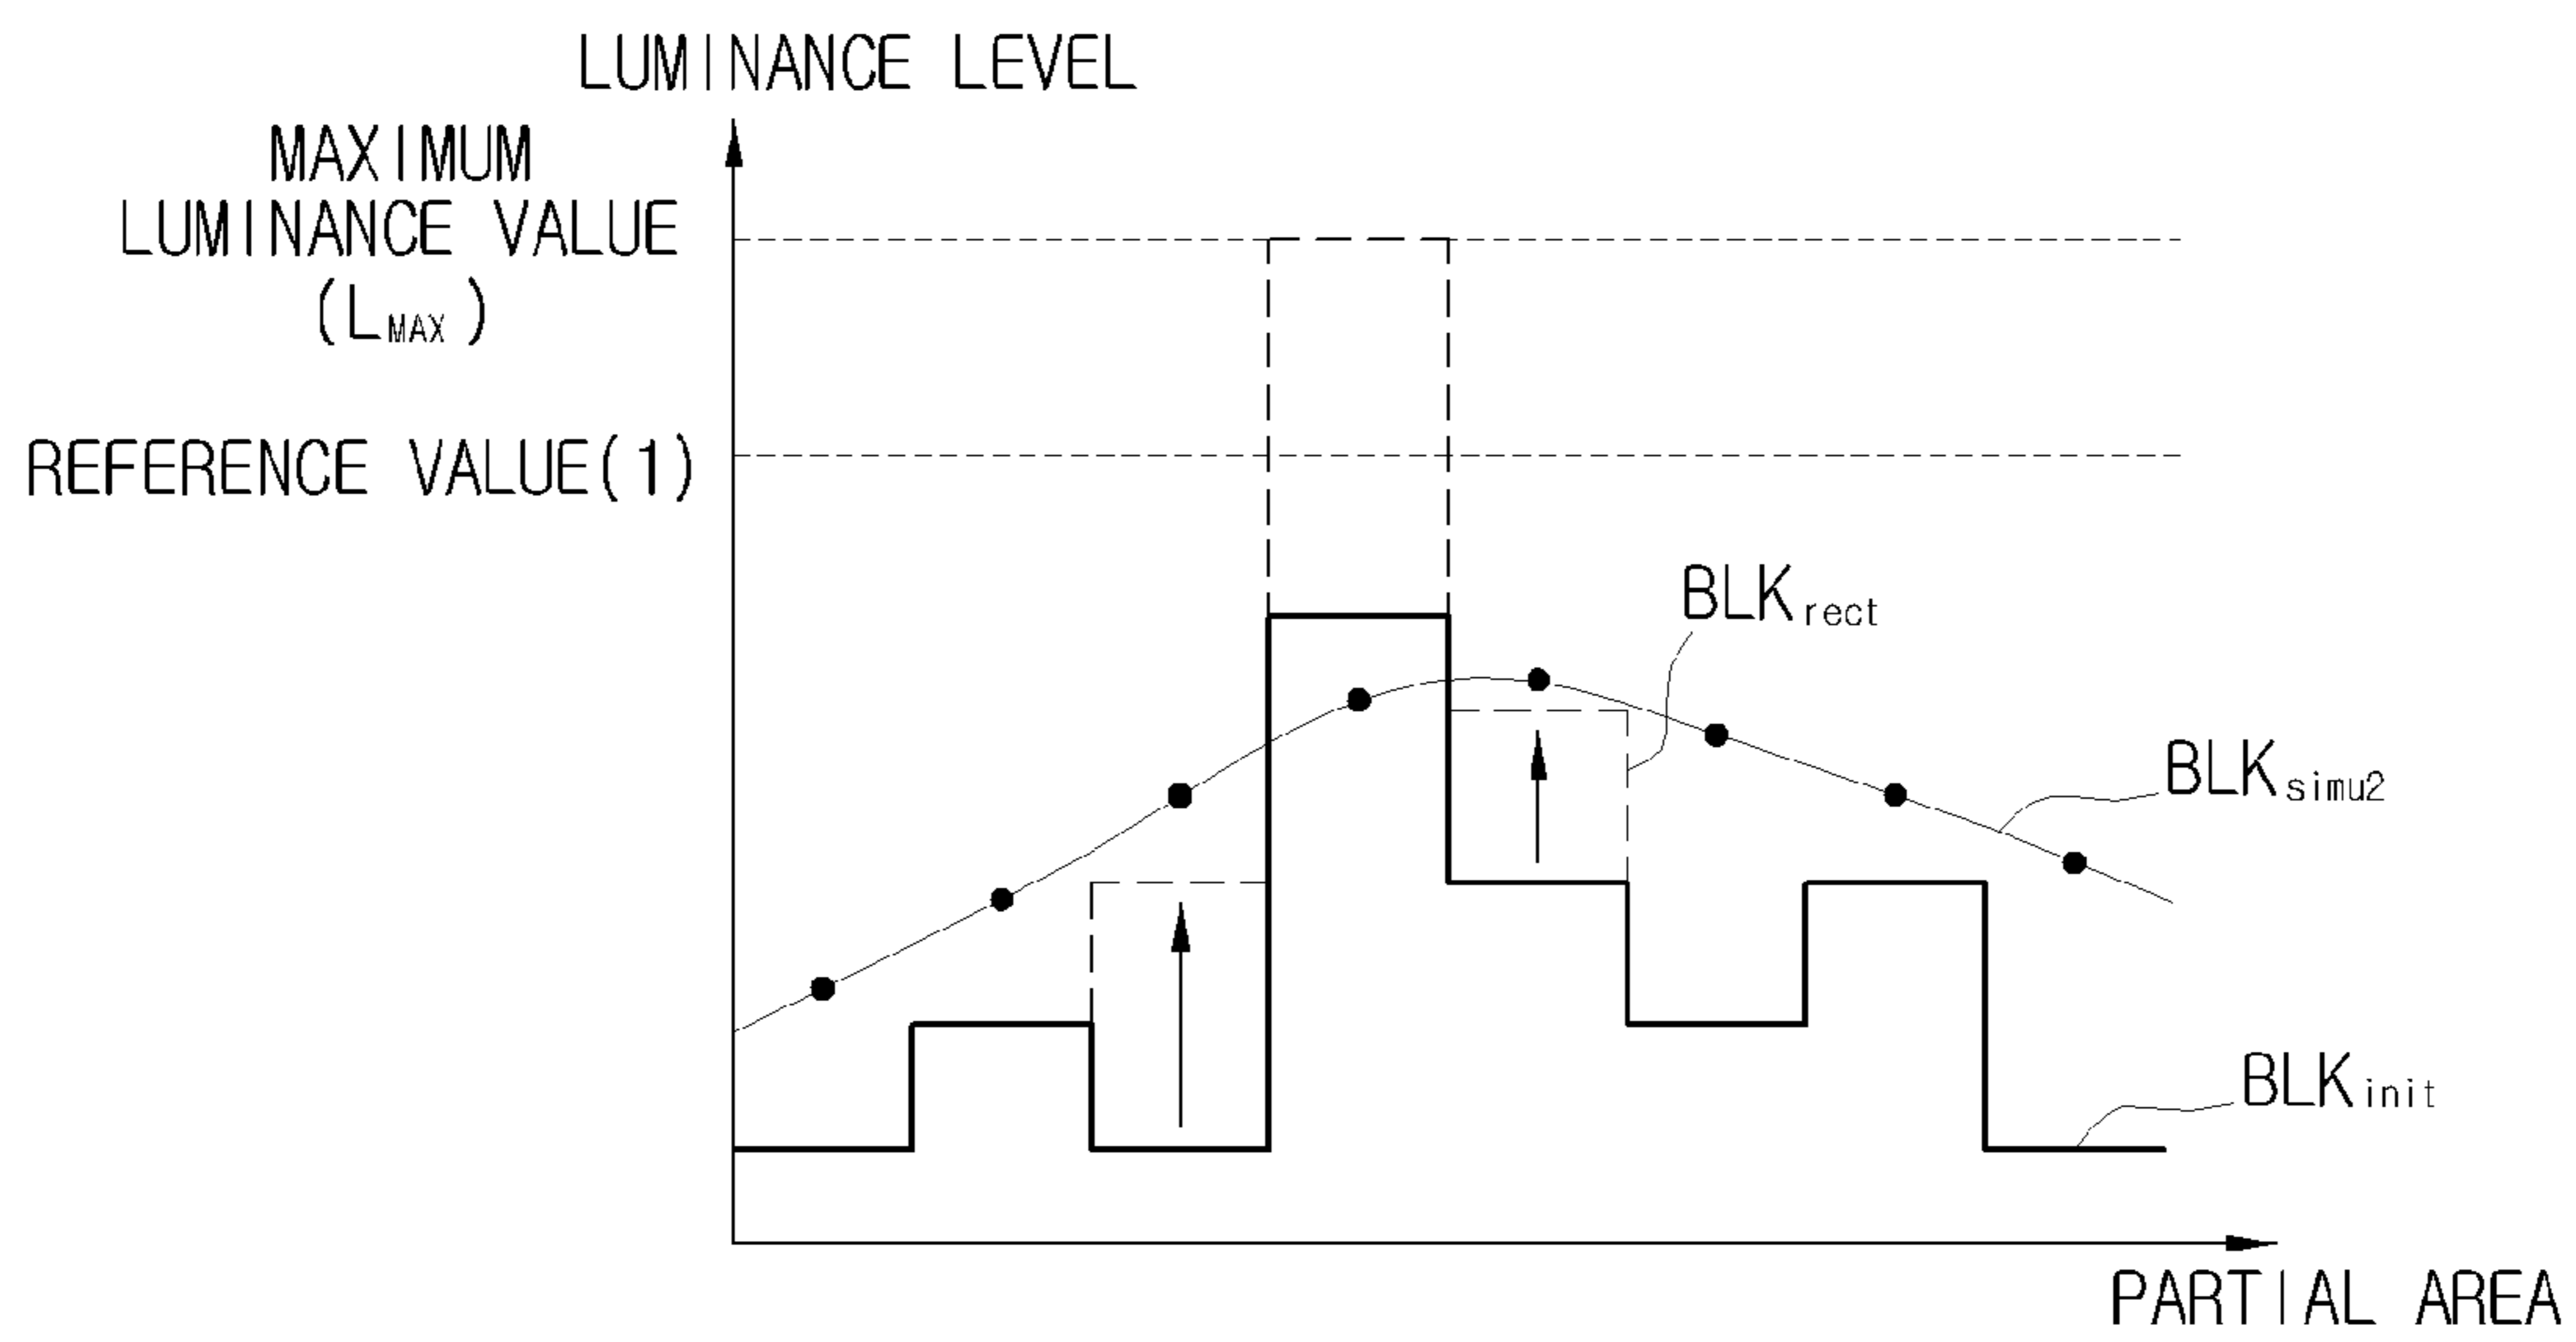 LUMINANCE LEVEL
MAXIMUM
LUMINANCE VALUE
(LMAX)
REFERENCE VALUE(1)
BLKrect
BLKsimu2
BLKinit
PARTIAL AREA